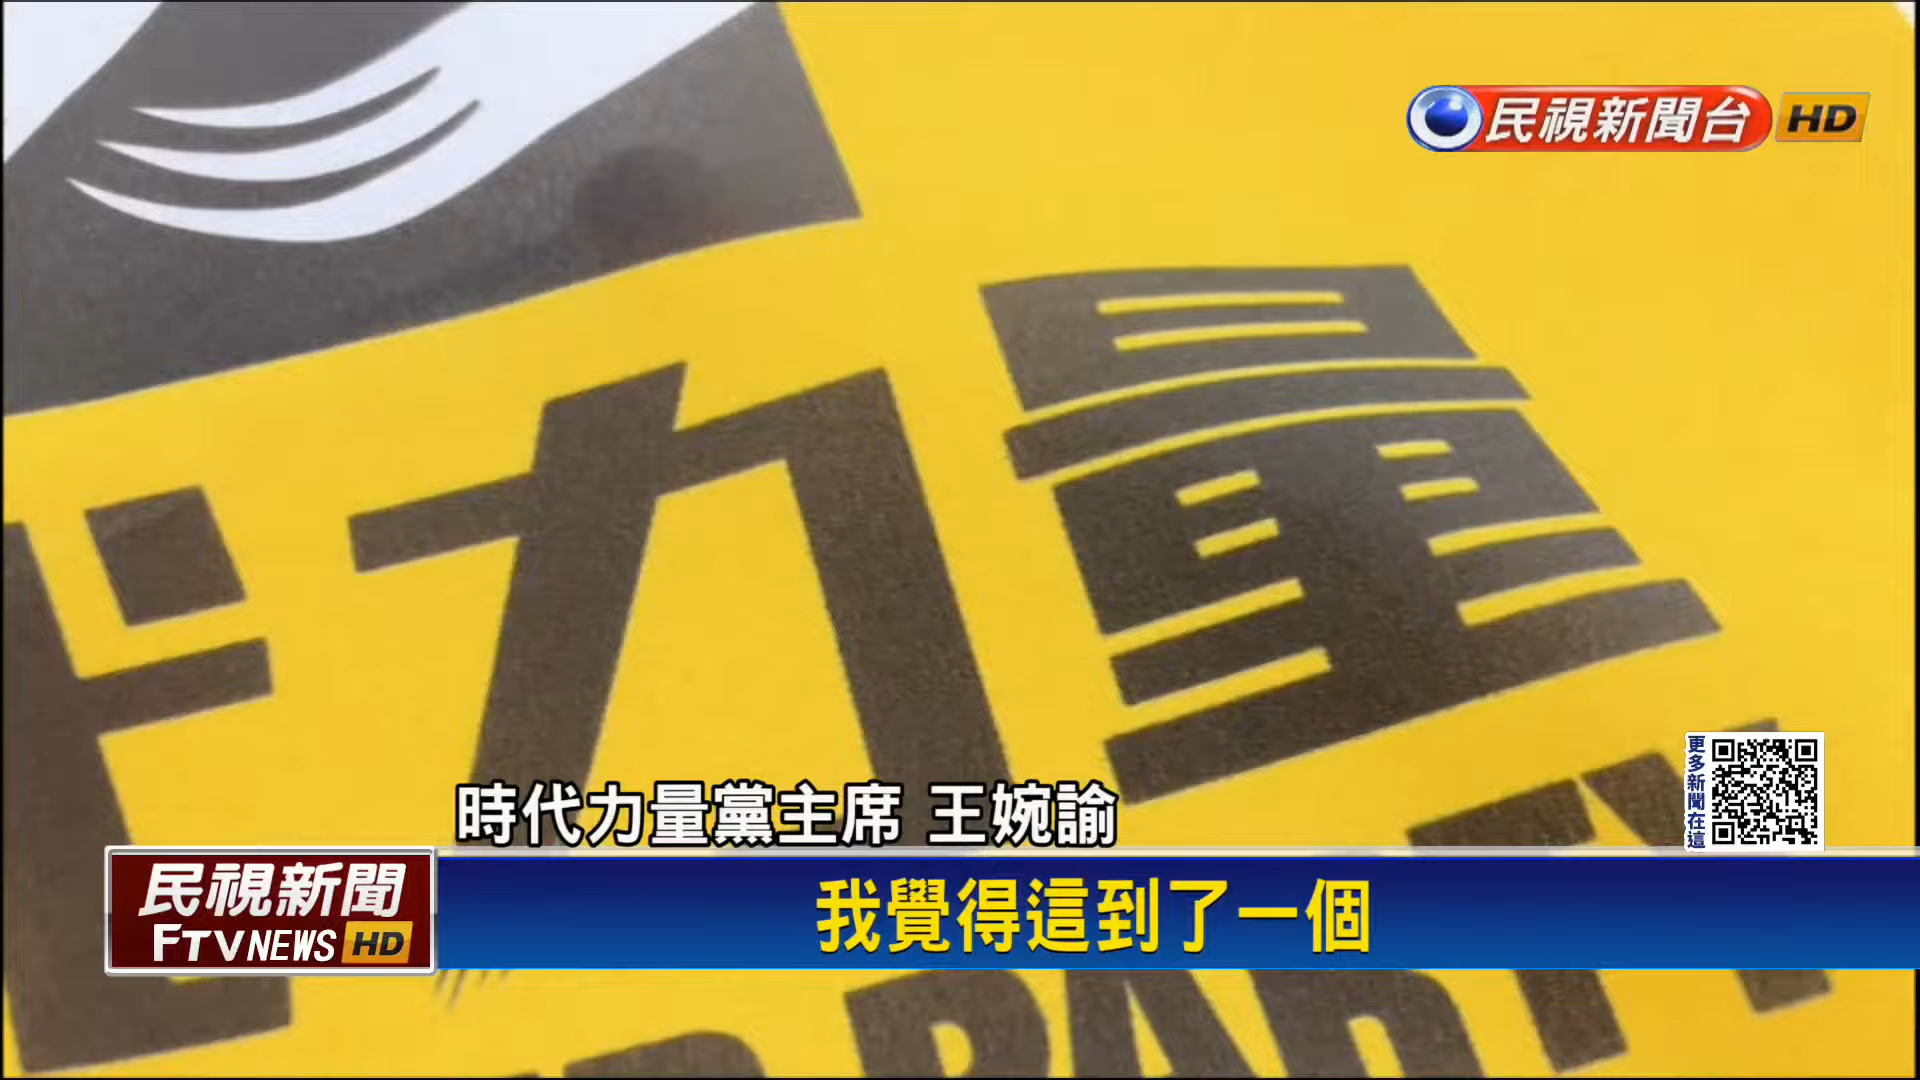 民視新聞台 HD
力量
PARTY
更多新聞在這
時代力量黨主席 王婉諭
民視新聞
FTVNEWS HD
我覺得這到了一個